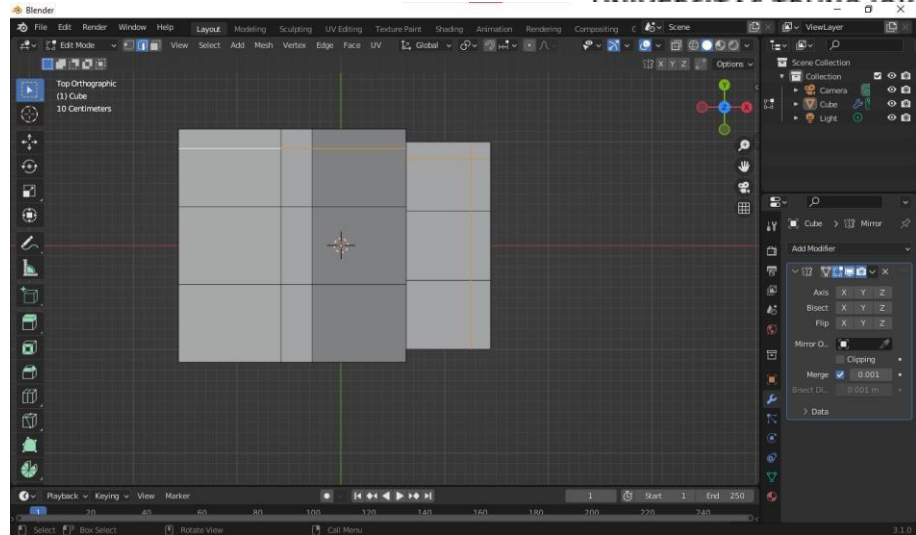 Blender
File Edit Render Window Help Layout Modeling Sculpting UV Editing Texture Paint Shading Animation Rendering Compositing Scene ViewLayer
Edit Mode View Select Add Mesh Vertex Edge Face UV Global
X Y Z Options
Top Orthographic
(1) Cube
10 Centimeters
Scene Collection
Collection
Camera
Cube
Light
Cube > Mirror
Add Modifier
Axis X Y Z
Bisect X Y Z
Flip X Y Z
Mirror O...
Clipping
Merge 0.001
Bisect Di... 0.001 m
> Data
Playback Keying View Marker 1 Start 1 End 250
1 20 40 60 80 100 120 140 160 180 200 220 240
Select Box Select Rotate View Call Menu 3.1.0